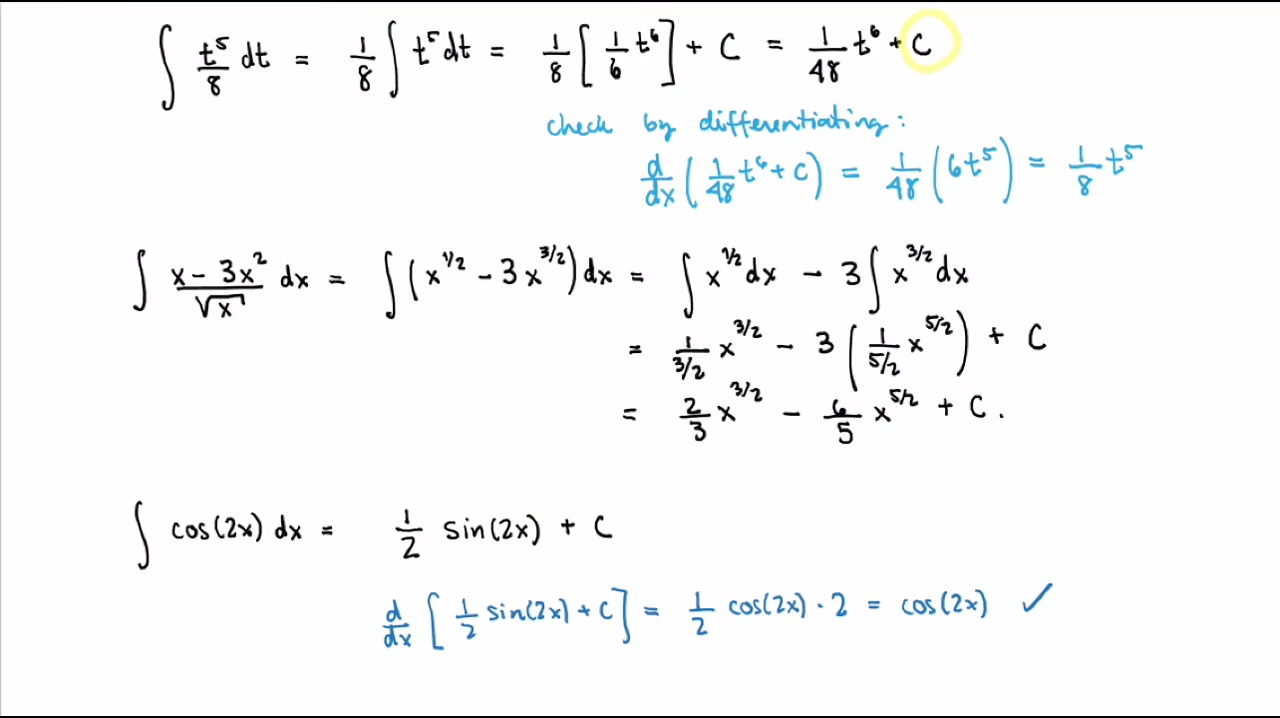 ∫ t⁵/8 dt = 1/8 ∫ t⁵ dt = 1/8 [ 1/6 t⁶ ] + C = 1/48 t⁶ + C
check by differentiating:
d/dx ( 1/48 t⁶ + C ) = 1/48 ( 6t⁵ ) = 1/8 t⁵
∫ x − 3x² / √x dx = ∫ ( x^1/2 − 3x^3/2 ) dx = ∫ x^1/2 dx − 3 ∫ x^3/2 dx
= 1/(3/2) x^3/2 − 3 ( 1/(5/2) x^5/2 ) + C
= 2/3 x^3/2 − 6/5 x^5/2 + C.
∫ cos(2x) dx = 1/2 sin(2x) + C
d/dx [ 1/2 sin(2x) + C ] = 1/2 cos(2x) · 2 = cos(2x) ✓